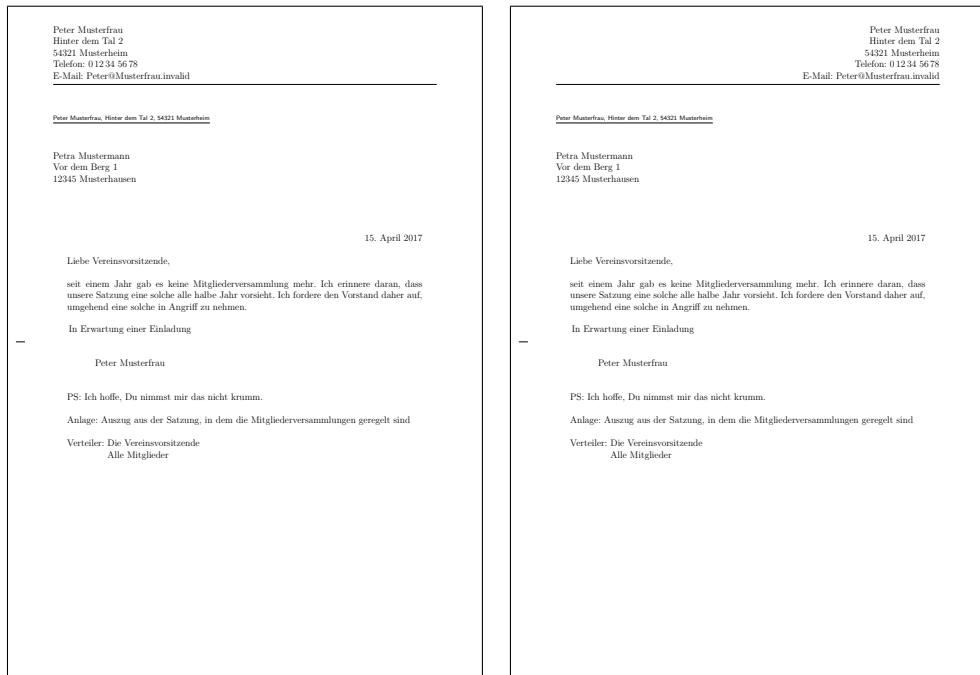 Peter Musterfrau
Hinter dem Tal 2
54321 Musterheim
Telefon: 0 12 34 56 78
E-Mail: Peter@Musterfrau.invalid
Peter Musterfrau, Hinter dem Tal 2, 54321 Musterheim
Petra Mustermann
Vor dem Berg 1
12345 Musterhausen
15. April 2017
Liebe Vereinsvorsitzende,
seit einem Jahr gab es keine Mitgliederversammlung mehr. Ich erinnere daran, dass
unsere Satzung eine solche alle halbe Jahr vorsieht. Ich fordere den Vorstand daher auf,
umgehend eine solche in Angriff zu nehmen.
In Erwartung einer Einladung
Peter Musterfrau
PS: Ich hoffe, Du nimmst mir das nicht krumm.
Anlage: Auszug aus der Satzung, in dem die Mitgliederversammlungen geregelt sind
Verteiler: Die Vereinsvorsitzende
Alle Mitglieder
Peter Musterfrau
Hinter dem Tal 2
54321 Musterheim
Telefon: 0 12 34 56 78
E-Mail: Peter@Musterfrau.invalid
Peter Musterfrau, Hinter dem Tal 2, 54321 Musterheim
Petra Mustermann
Vor dem Berg 1
12345 Musterhausen
15. April 2017
Liebe Vereinsvorsitzende,
seit einem Jahr gab es keine Mitgliederversammlung mehr. Ich erinnere daran, dass
unsere Satzung eine solche alle halbe Jahr vorsieht. Ich fordere den Vorstand daher auf,
umgehend eine solche in Angriff zu nehmen.
In Erwartung einer Einladung
Peter Musterfrau
PS: Ich hoffe, Du nimmst mir das nicht krumm.
Anlage: Auszug aus der Satzung, in dem die Mitgliederversammlungen geregelt sind
Verteiler: Die Vereinsvorsitzende
Alle Mitglieder